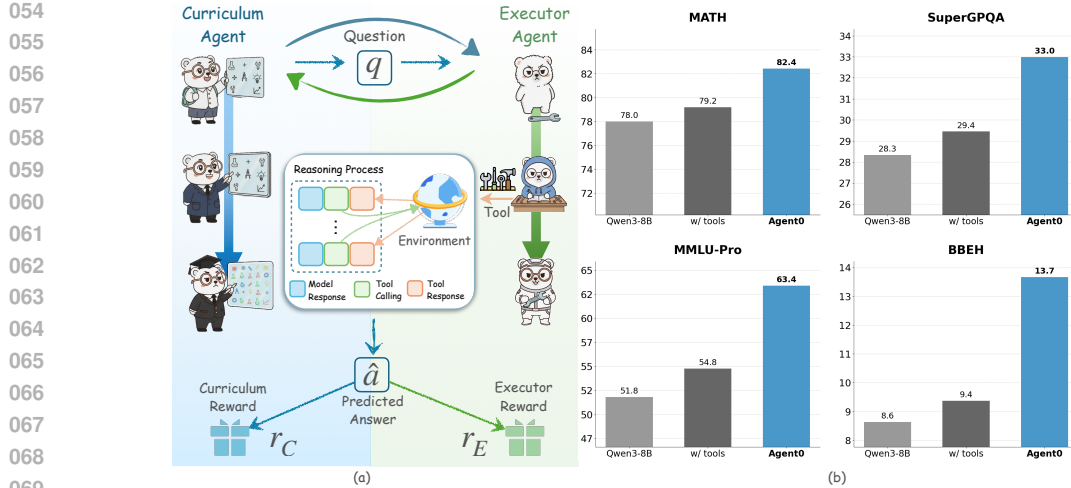 054
055
056
057
058
059
060
061
062
063
064
065
066
067
068
069
Curriculum
Agent
Executor
Agent
Question
q
Reasoning Process
Environment
Tool
Model
Response
Tool
Calling
Tool
Response
â
Predicted
Answer
Curriculum
Reward
r_C
Executor
Reward
r_E
(a)
MATH
84
82
80
78
76
74
72
78.0
79.2
82.4
Qwen3-8B
w/ tools
Agent0
SuperGPQA
34
33
32
31
30
29
28
27
26
28.3
29.4
33.0
Qwen3-8B
w/ tools
Agent0
MMLU-Pro
65
62
60
57
55
52
50
47
51.8
54.8
63.4
Qwen3-8B
w/ tools
Agent0
BBEH
14
13
12
11
10
9
8
8.6
9.4
13.7
Qwen3-8B
w/ tools
Agent0
(b)